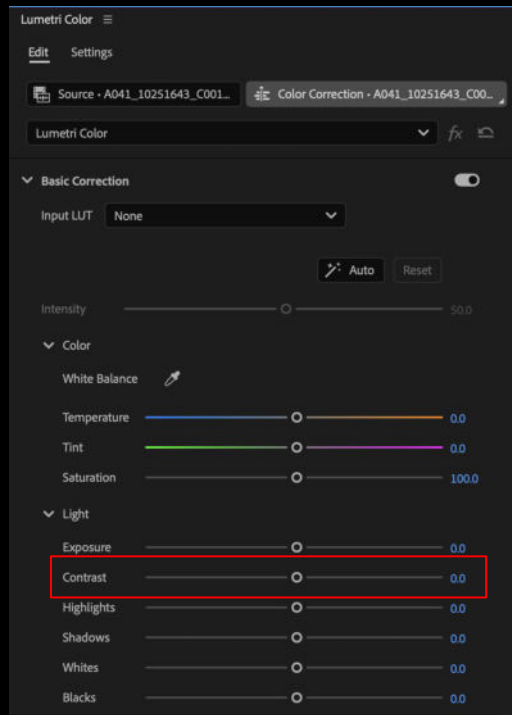 Lumetri Color
Edit Settings
Source · A041_10251643_C001... Color Correction · A041_10251643_C00...
Lumetri Color fx
Basic Correction
Input LUT None
Auto Reset
Intensity 50.0
Color
White Balance
Temperature 0.0
Tint 0.0
Saturation 100.0
Light
Exposure 0.0
Contrast 0.0
Highlights 0.0
Shadows 0.0
Whites 0.0
Blacks 0.0